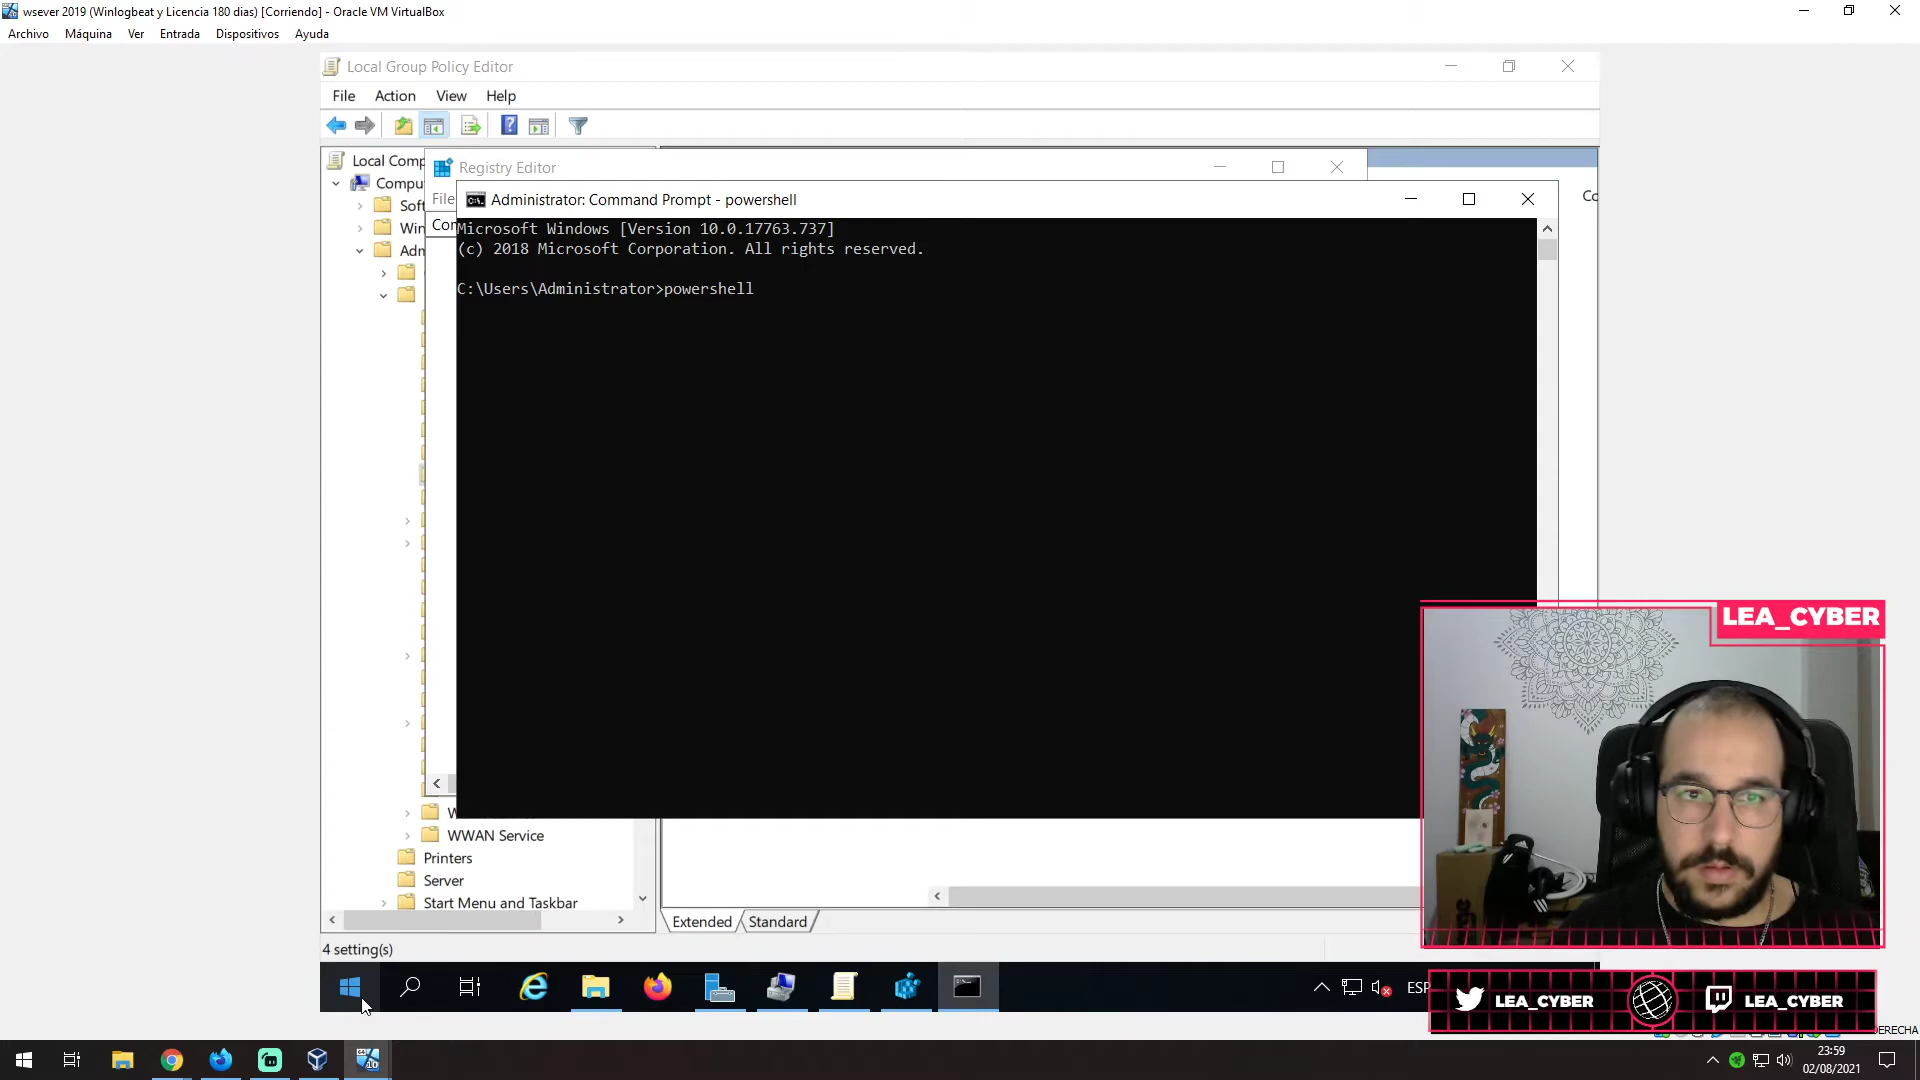 wsever 2019 (Winlogbeat y Licencia 180 dias) [Corriendo] - Oracle VM VirtualBox
Archivo Máquina Ver Entrada Dispositivos Ayuda
Local Group Policy Editor
File Action View Help
Local Comp
Registry Editor
Compu
File
Administrator: Command Prompt - powershell
Co
Soft
Com
Win
Adm
Microsoft Windows [Version 10.0.17763.737]
(c) 2018 Microsoft Corporation. All rights reserved.
C:\Users\Administrator>powershell
LEA_CYBER
W
WWAN Service
Printers
Server
Start Menu and Taskbar
Extended Standard
4 setting(s)
ESP
LEA_CYBER
LEA_CYBER
DERECHA
23:59
02/08/2021